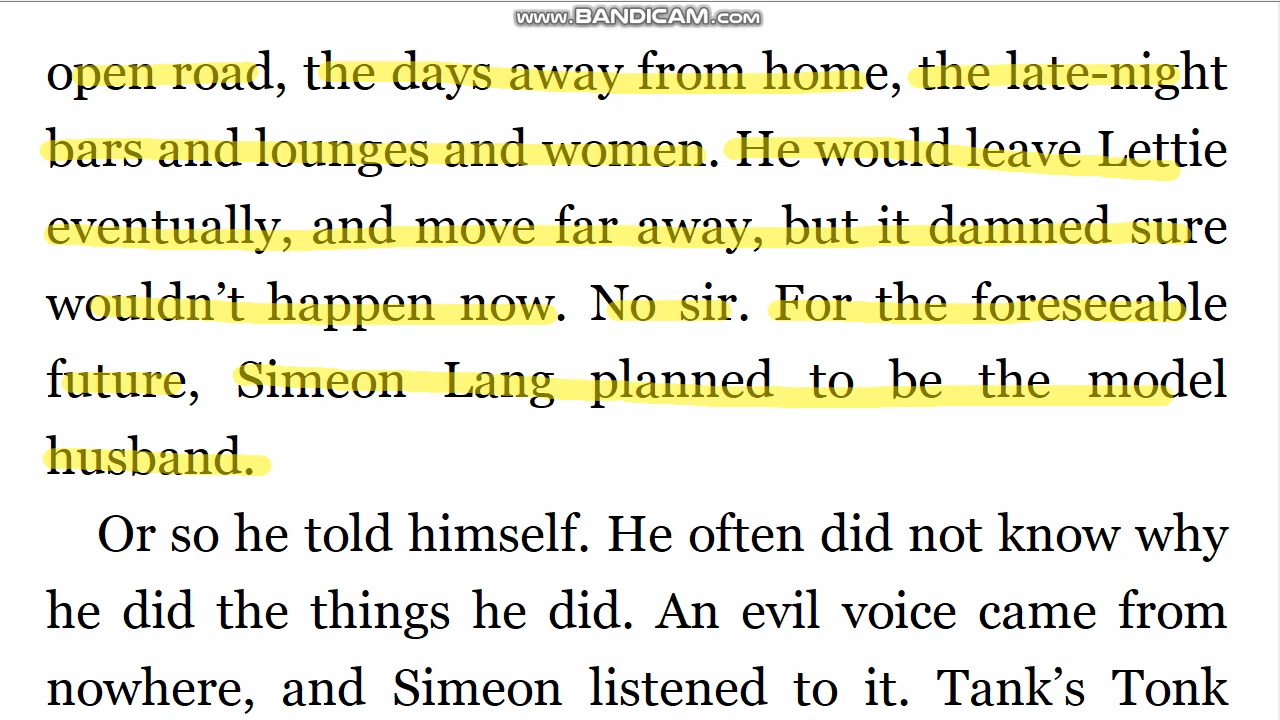 www.BANDICAM.com
open road, the days away from home, the late-night
bars and lounges and women. He would leave Lettie
eventually, and move far away, but it damned sure
wouldn’t happen now. No sir. For the foreseeable
future, Simeon Lang planned to be the model
husband.
Or so he told himself. He often did not know why
he did the things he did. An evil voice came from
nowhere, and Simeon listened to it. Tank’s Tonk